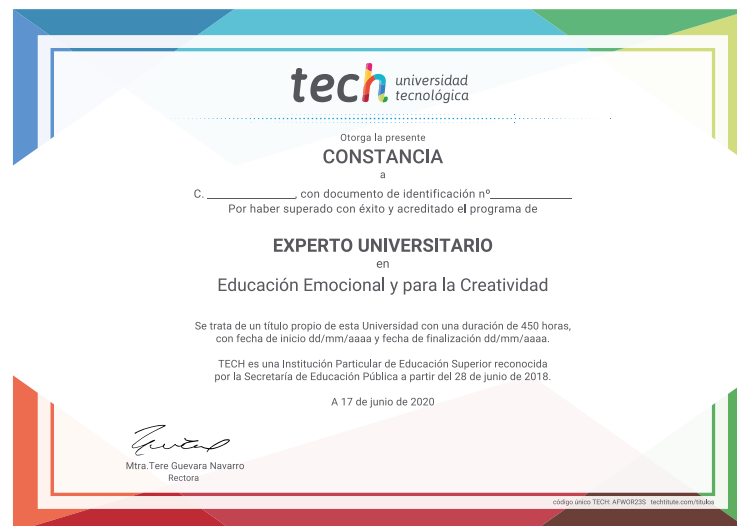 tech universidad
tecnológica
Otorga la presente
CONSTANCIA
a
C. ________________, con documento de identificación nº______________
Por haber superado con éxito y acreditado el programa de
EXPERTO UNIVERSITARIO
en
Educación Emocional y para la Creatividad
Se trata de un título propio de esta Universidad con una duración de 450 horas,
con fecha de inicio dd/mm/aaaa y fecha de finalización dd/mm/aaaa.
TECH es una Institución Particular de Educación Superior reconocida
por la Secretaría de Educación Pública a partir del 28 de junio de 2018.
A 17 de junio de 2020
Mtra.Tere Guevara Navarro
Rectora
código único TECH: AFWOR23S techtitute.com/titulos